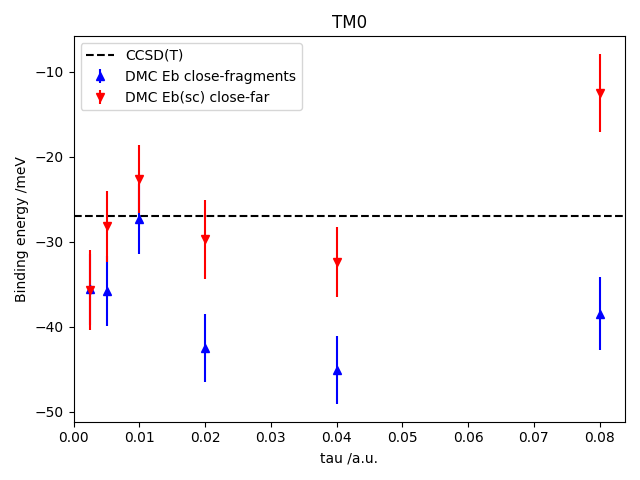 TM0
CCSD(T)
DMC Eb close-fragments
DMC Eb(sc) close-far
Binding energy /meV
−10
−20
−30
−40
−50
0.00 0.01 0.02 0.03 0.04 0.05 0.06 0.07 0.08
tau /a.u.